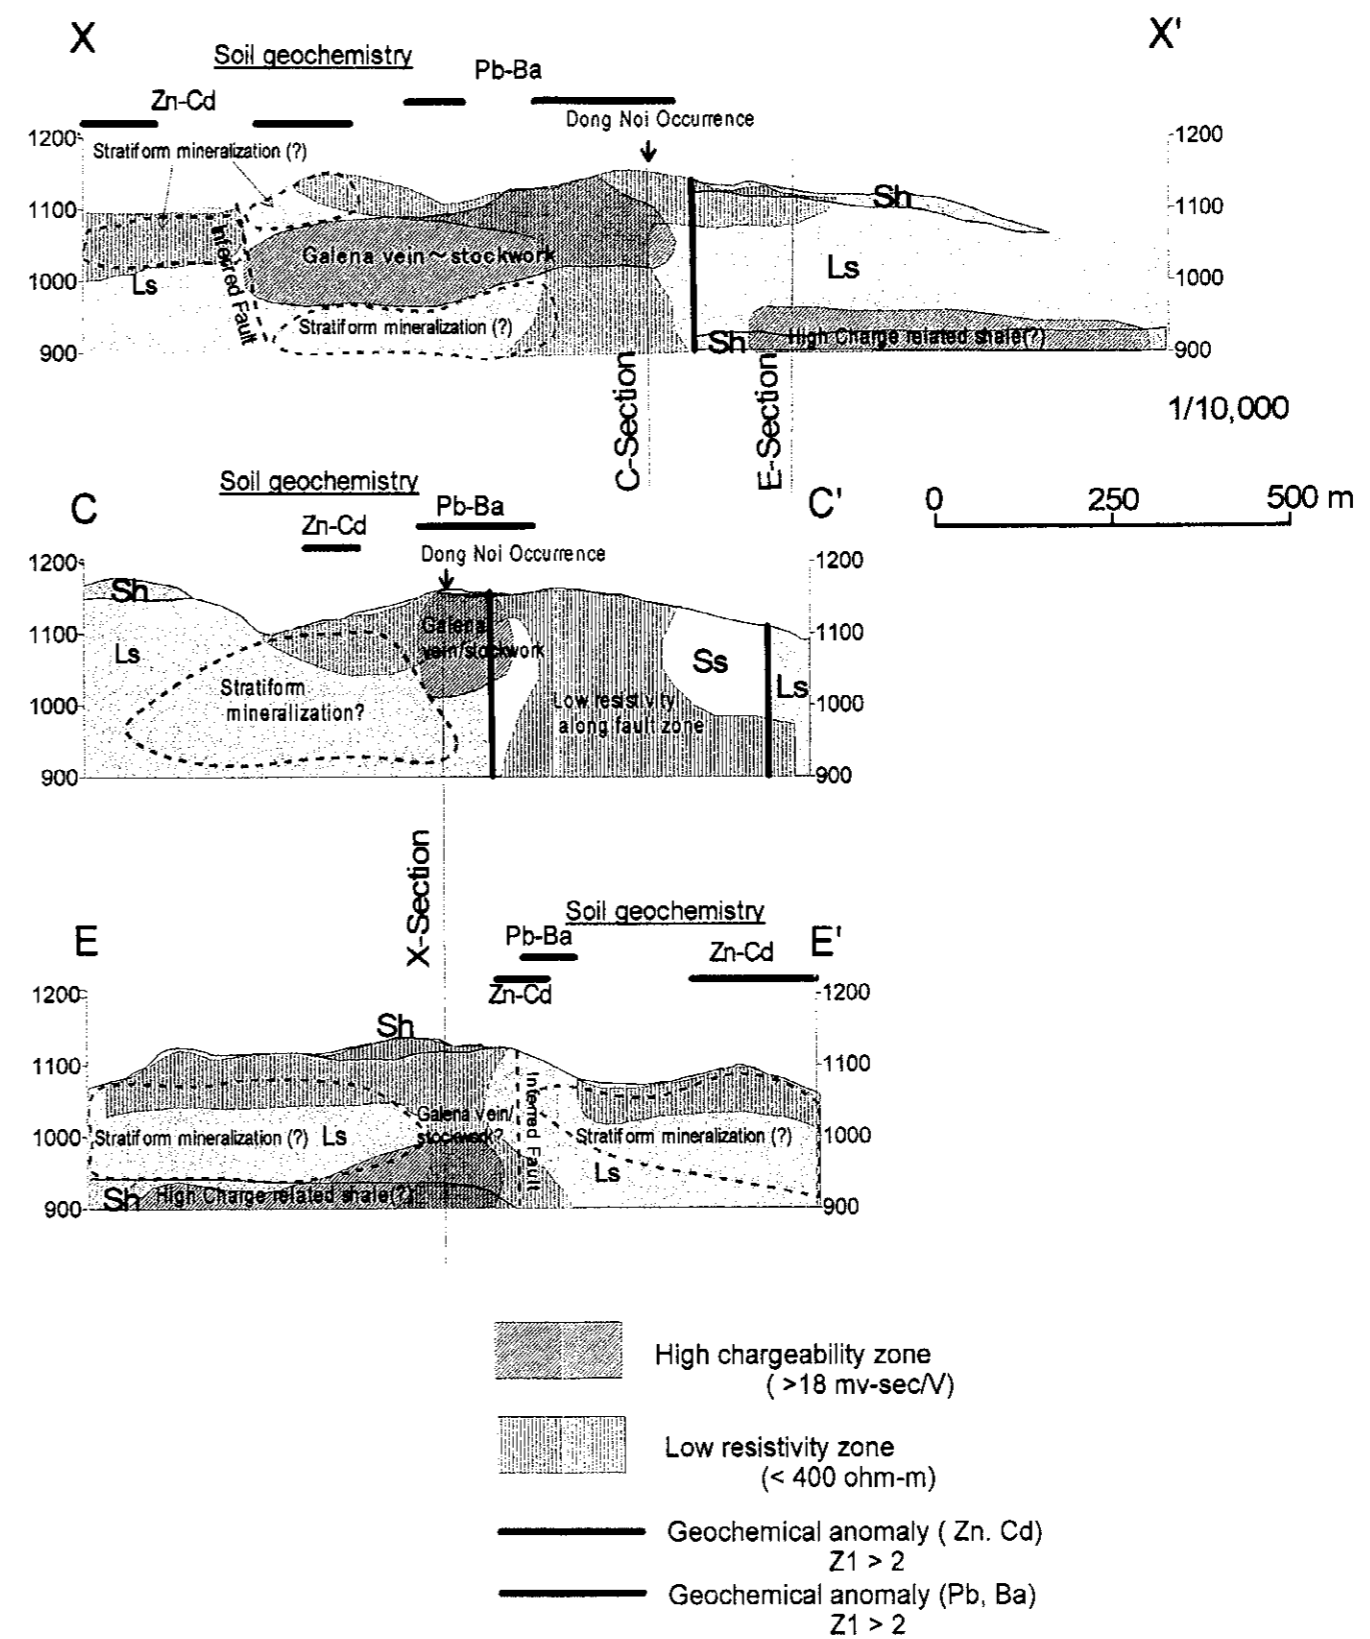 X
X'
Soil geochemistry
Pb-Ba
Zn-Cd
Dong Noi Occurrence
1200
1200
Stratiform mineralization (?)
1100
Sh
1100
Inferred Fault
Galena vein～stockwork
Ls
1000
Ls
1000
Stratiform mineralization (?)
900
Sh
High Charge related shale(?)
900
C-Section
E-Section
1/10,000
Soil geochemistry
C
Pb-Ba
C'
0 250 500 m
Zn-Cd
Dong Noi Occurrence
1200
1200
Sh
1100
Galena
vein/stockwork
1100
Ls
Ss
Stratiform
mineralization?
Ls
1000
Low resistivity
along fault zone
1000
900
900
X-Section
Soil geochemistry
E
Pb-Ba
Zn-Cd
E'
Zn-Cd
1200
1200
Sh
1100
1100
Inferred Fault
Galena vein/
stockwork?
1000
Stratiform mineralization (?)
Ls
Stratiform mineralization (?)
1000
Ls
Sh
High Charge related shale(?)
900
900
High chargeability zone
( >18 mv-sec/V)
Low resistivity zone
(< 400 ohm-m)
Geochemical anomaly ( Zn. Cd)
Z1 > 2
Geochemical anomaly (Pb, Ba)
Z1 > 2